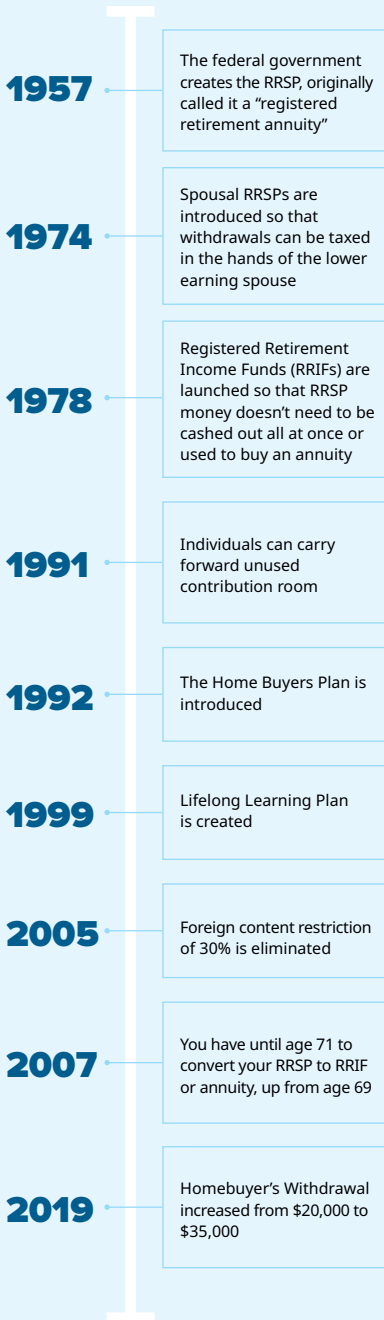 1957
The federal government
creates the RRSP, originally
called it a “registered
retirement annuity”
1974
Spousal RRSPs are
introduced so that
withdrawals can be taxed
in the hands of the lower
earning spouse
1978
Registered Retirement
Income Funds (RRIFs) are
launched so that RRSP
money doesn’t need to be
cashed out all at once or
used to buy an annuity
1991
Individuals can carry
forward unused
contribution room
1992
The Home Buyers Plan is
introduced
1999
Lifelong Learning Plan
is created
2005
Foreign content restriction
of 30% is eliminated
2007
You have until age 71 to
convert your RRSP to RRIF
or annuity, up from age 69
2019
Homebuyer’s Withdrawal
increased from $20,000 to
$35,000